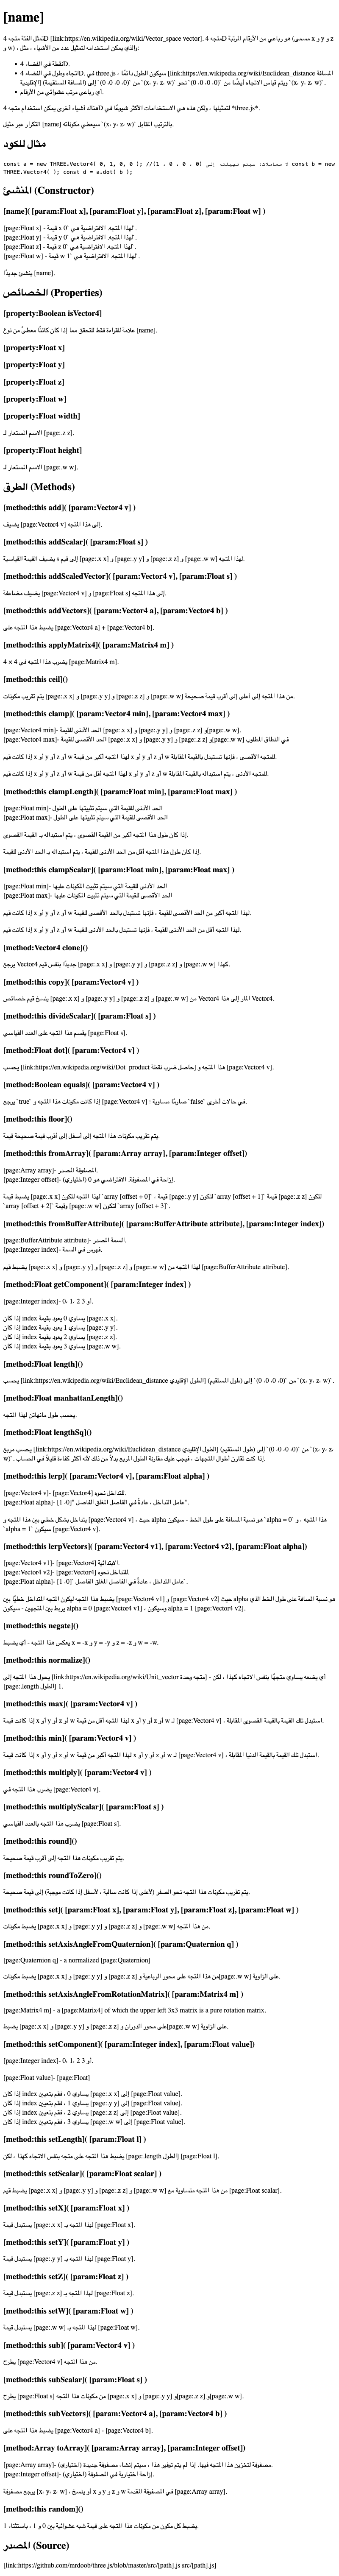 [name]
تتمثل الفئة متجه 4D [link:https://en.wikipedia.org/wiki/Vector_space vector]. 4Dمتجه هو رباعي من الأرقام المرتبة (مسمى x و y و z و w) ، والذي يمكن استخدامه لتمثيل عدد من الأشياء ، مثل:
نقطة في الفضاء 4D.
اتجاه وطول في الفضاء 4D. في three.js ، سيكون الطول دائمًا [link:https://en.wikipedia.org/wiki/Euclidean_distance المسافة الإقليدية] (المسافة المستقيمة) إلى `(0، 0، 0، 0)` من `(x، y، z، w)` ويتم قياس الاتجاه أيضًا من `(0، 0، 0، 0)` نحو `(x، y، z، w)`.
أي رباعي مرتب عشوائي من الأرقام.
هناك أشياء أخرى يمكن استخدام متجه 4D لتمثيلها ، ولكن هذه هي الاستخدامات الأكثر شيوعًا في *three.js*.
التكرار عبر مثيل [name] سيعطي مكونات `(x، y، z، w)` بالترتيب المقابل.
مثال للكود
const a = new THREE.Vector4( 0, 1, 0, 0 ); //لا معاملات؛ سيتم تهيئته إلى (0 ، 0 ، 0 ، 1) const b = new
THREE.Vector4( ); const d = a.dot( b );
المنشئ (Constructor)
[name]( [param:Float x], [param:Float y], [param:Float z], [param:Float w] )
[page:Float x] - قيمة x لهذا المتجه. الافتراضية هي `0`.
[page:Float y] - قيمة y لهذا المتجه. الافتراضية هي `0`.
[page:Float z] - قيمة z لهذا المتجه. الافتراضية هي `0`.
[page:Float w] - قيمة w لهذا المتجه. الافتراضية هي `1`.
ينشئ جديدًا [name].
الخصائص (Properties)
[property:Boolean isVector4]
علامة للقراءة فقط للتحقق مما إذا كان كائنًا معطىً من نوع [name].
[property:Float x]
[property:Float y]
[property:Float z]
[property:Float w]
[property:Float width]
الاسم المستعار لـ [page:.z z].
[property:Float height]
الاسم المستعار لـ [page:.w w].
الطرق (Methods)
[method:this add]( [param:Vector4 v] )
يضيف [page:Vector4 v] إلى هذا المتجه.
[method:this addScalar]( [param:Float s] )
يضيف القيمة القياسية s إلى قيم [page:.x x] و [page:.y y] و [page:.z z] و [page:.w w] لهذا المتجه.
[method:this addScaledVector]( [param:Vector4 v], [param:Float s] )
يضيف مضاعفة [page:Vector4 v] و [page:Float s] إلى هذا المتجه.
[method:this addVectors]( [param:Vector4 a], [param:Vector4 b] )
يضبط هذا المتجه على [page:Vector4 a] + [page:Vector4 b].
[method:this applyMatrix4]( [param:Matrix4 m] )
يضرب هذا المتجه في 4 × 4 [page:Matrix4 m].
[method:this ceil]()
يتم تقريب مكونات [page:.x x] و [page:.y y] و [page:.z z] و [page:.w w] من هذا المتجه إلى أعلى إلى أقرب قيمة صحيحة.
[method:this clamp]( [param:Vector4 min], [param:Vector4 max] )
[page:Vector4 min]- الحد الأدنى للقيمة [page:.x x] و [page:.y y] و [page:.z z] و[page:.w w].
[page:Vector4 max]- الحد الأقصى للقيمة [page:.x x] و [page:.y y] و [page:.z z] و[page:.w w] في النطاق المطلوب
إذا كانت قيم x أو y أو z أو w لهذا المتجه أكبر من قيم x أو y أو z أو w للمتجه الأقصى ، فإنها تستبدل بالقيمة المقابلة.
إذا كانت قيم x أو y أو z أو w لهذا المتجه أقل من قيمة x أو y أو z أو w للمتجه الأدنى ، يتم استبداله بالقيمة المقابلة.
[method:this clampLength]( [param:Float min], [param:Float max] )
[page:Float min]- الحد الأدنى للقيمة التي سيتم تثبيتها على الطول
[page:Float max]- الحد الأقصى للقيمة التي سيتم تثبيتها على الطول
إذا كان طول هذا المتجه أكبر من القيمة القصوى ، يتم استبداله بـ القيمة القصوى.
إذا كان طول هذا المتجه أقل من الحد الأدنى للقيمة ، يتم استبداله بـ الحد الأدنى للقيمة.
[method:this clampScalar]( [param:Float min], [param:Float max] )
[page:Float min]- الحد الأدنى للقيمة التي سيتم تثبيت المكونات عليها
[page:Float max]- الحد الأقصى للقيمة التي سيتم تثبيت المكونات عليها
إذا كانت قيم x أو y أو z أو w لهذا المتجه أكبر من الحد الأقصى للقيمة ، فإنها تستبدل بالحد الأقصى للقيمة.
إذا كانت قيم x أو y أو z أو w لهذا المتجه أقل من الحد الأدنى للقيمة ، فإنها تستبدل بالحد الأدنى للقيمة.
[method:Vector4 clone]()
يرجع Vector4 جديدًا بنفس قيم [page:.x x] و [page:.y y] و [page:.z z] و [page:.w w] كهذا.
[method:this copy]( [param:Vector4 v] )
ينسخ قيم خصائص [page:.x x] و [page:.y y] و [page:.z z] و [page:.w w] من Vector4 المار إلى هذا Vector4.
[method:this divideScalar]( [param:Float s] )
يقسم هذا المتجه على العدد القياسي [page:Float s].
[method:Float dot]( [param:Vector4 v] )
يحسب [link:https://en.wikipedia.org/wiki/Dot_product حاصل ضرب نقطة] هذا المتجه و [page:Vector4 v].
[method:Boolean equals]( [param:Vector4 v] )
يرجع `true` إذا كانت مكونات هذا المتجه و [page:Vector4 v] صارمًا مساوية ؛ `false` في حالات أخرى.
[method:this floor]()
يتم تقريب مكونات هذا المتجه إلى أسفل إلى أقرب قيمة صحيحة قيمة.
[method:this fromArray]( [param:Array array], [param:Integer offset])
[page:Array array]- المصفوفة المصدر.
[page:Integer offset]- (اختياري) إزاحة في المصفوفة. الافتراضي هو 0.
يضبط قيمة [page:.x x] لهذا المتجه لتكون `array [offset + 0]` ، قيمة [page:.y y] لتكون `array [offset + 1]` قيمة [page:.z z] لتكون
`array [offset + 2]` وقيمة [page:.w w] لتكون `array [offset + 3]`.
[method:this fromBufferAttribute]( [param:BufferAttribute attribute], [param:Integer index])
[page:BufferAttribute attribute]- السمة المصدر.
[page:Integer index]- فهرس في السمة.
يضبط قيم [page:.x x] و [page:.y y] و [page:.z z] و [page:.w w] لهذا المتجه من [page:BufferAttribute attribute].
[method:Float getComponent]( [param:Integer index] )
[page:Integer index]- 0، 1، 2 أو 3.
إذا كان index يساوي 0 يعود بقيمة [page:.x x].
إذا كان index يساوي 1 يعود بقيمة [page:.y y].
إذا كان index يساوي 2 يعود بقيمة [page:.z z].
إذا كان index يساوي 3 يعود بقيمة [page:.w w].
[method:Float length]()
يحسب [link:https://en.wikipedia.org/wiki/Euclidean_distance الطول الإقليدي] (طول المستقيم) إلى `(0، 0، 0، 0)` من `(x، y، z، w)`.
[method:Float manhattanLength]()
يحسب طول مانهاتن لهذا المتجه.
[method:Float lengthSq]()
يحسب مربع [link:https://en.wikipedia.org/wiki/Euclidean_distance الطول الإقليدي] (طول المستقيم) إلى `(0، 0، 0، 0)` من `(x، y، z،
w)`. إذا كنت تقارن أطوال المتجهات ، فيجب عليك مقارنة الطول المربع بدلاً من ذلك لأنه أكثر كفاءة قليلاً في الحساب.
[method:this lerp]( [param:Vector4 v], [param:Float alpha] )
[page:Vector4 v]- [page:Vector4] للتداخل نحوه.
[page:Float alpha]- عامل التداخل ، عادةً في الفاصل المغلق الفاصل `[0، 1]`.
يتداخل بشكل خطي بين هذا المتجه و [page:Vector4 v] ، حيث alpha هو نسبة المسافة على طول الخط - سيكون `alpha = 0` هذا المتجه ، و
`alpha = 1` سيكون [page:Vector4 v].
[method:this lerpVectors]( [param:Vector4 v1], [param:Vector4 v2], [param:Float alpha])
[page:Vector4 v1]- [page:Vector4] الابتدائية.
[page:Vector4 v2]- [page:Vector4] للتداخل نحوه.
[page:Float alpha]- عامل التداخل ، عادةً في الفاصل المغلق الفاصل `[0، 1]`.
يضبط هذا المتجه ليكون المتجه المتداخل خطيًا بين [page:Vector4 v1] و [page:Vector4 v2] حيث alpha هو نسبة المسافة على طول الخط الذي
يربط بين المتجهين - سيكون alpha = 0 [page:Vector4 v1] ، وسيكون alpha = 1 [page:Vector4 v2].
[method:this negate]()
يعكس هذا المتجه - أي يضبط x = -x و y = -y و z = -z و w = -w.
[method:this normalize]()
يحول هذا المتجه إلى [link:https://en.wikipedia.org/wiki/Unit_vector متجه وحدة] - أي يضعه يساوي متجهًا بنفس الاتجاه كهذا ، لكن
[page:.length الطول] 1.
[method:this max]( [param:Vector4 v] )
إذا كانت قيمة x أو y أو z أو w لهذا المتجه أقل من قيمة x أو y أو z أو w لـ [page:Vector4 v] ، استبدل تلك القيمة بالقيمة القصوى المقابلة.
[method:this min]( [param:Vector4 v] )
إذا كانت قيمة x أو y أو z أو w لهذا المتجه أكبر من قيمة x أو y أو z أو w لـ [page:Vector4 v] ، استبدل تلك القيمة بالقيمة الدنيا المقابلة.
[method:this multiply]( [param:Vector4 v] )
يضرب هذا المتجه في [page:Vector4 v].
[method:this multiplyScalar]( [param:Float s] )
يضرب هذا المتجه بالعدد القياسي [page:Float s].
[method:this round]()
يتم تقريب مكونات هذا المتجه إلى أقرب قيمة صحيحة.
[method:this roundToZero]()
يتم تقريب مكونات هذا المتجه نحو الصفر (لأعلى إذا كانت سالبة ، لأسفل إذا كانت موجبة) إلى قيمة صحيحة.
[method:this set]( [param:Float x], [param:Float y], [param:Float z], [param:Float w] )
يضبط مكونات [page:.x x] و [page:.y y] و [page:.z z] و [page:.w w] من هذا المتجه.
[method:this setAxisAngleFromQuaternion]( [param:Quaternion q] )
[page:Quaternion q] - a normalized [page:Quaternion]
يضبط مكونات [page:.x x] و [page:.y y] و [page:.z z] من هذا المتجه على محور الرباعية و[page:.w w] على الزاوية.
[method:this setAxisAngleFromRotationMatrix]( [param:Matrix4 m] )
[page:Matrix4 m] - a [page:Matrix4] of which the upper left 3x3 matrix is a pure rotation matrix.
يضبط [page:.x x] و [page:.y y] و [page:.z z] على محور الدوران و[page:.w w] على الزاوية.
[method:this setComponent]( [param:Integer index], [param:Float value])
[page:Integer index]- 0، 1، 2 أو 3.
[page:Float value]- [page:Float]
إذا كان index يساوي 0 ، فقم بتعيين [page:.x x] إلى [page:Float value].
إذا كان index يساوي 1 ، فقم بتعيين [page:.y y] إلى [page:Float value].
إذا كان index يساوي 2 ، فقم بتعيين [page:.z z] إلى [page:Float value].
إذا كان index يساوي 3 ، فقم بتعيين [page:.w w] إلى [page:Float value].
[method:this setLength]( [param:Float l] )
يضبط هذا المتجه على متجه بنفس الاتجاه كهذا ، لكن [page:.length الطول] [page:Float l].
[method:this setScalar]( [param:Float scalar] )
يضبط قيم [page:.x x] و [page:.y y] و [page:.z z] و [page:.w w] من هذا المتجه متساوية مع [page:Float scalar].
[method:this setX]( [param:Float x] )
يستبدل قيمة [page:.x x] لهذا المتجه بـ [page:Float x].
[method:this setY]( [param:Float y] )
يستبدل قيمة [page:.y y] لهذا المتجه بـ [page:Float y].
[method:this setZ]( [param:Float z] )
يستبدل قيمة [page:.z z] لهذا المتجه بـ [page:Float z].
[method:this setW]( [param:Float w] )
يستبدل قيمة [page:.w w] لهذا المتجه بـ [page:Float w].
[method:this sub]( [param:Vector4 v] )
يطرح [page:Vector4 v] من هذا المتجه.
[method:this subScalar]( [param:Float s] )
يطرح [page:Float s] من مكونات هذا المتجه [page:.x x] و [page:.y y] و[page:.z z] و[page:.w w].
[method:this subVectors]( [param:Vector4 a], [param:Vector4 b] )
يضبط هذا المتجه على [page:Vector4 a] - [page:Vector4 b].
[method:Array toArray]( [param:Array array], [param:Integer offset])
[page:Array array]- (اختياري) مصفوفة لتخزين هذا المتجه فيها. إذا لم يتم توفير هذا ، سيتم إنشاء مصفوفة جديدة.
[page:Integer offset]- (اختياري) إزاحة اختيارية في المصفوفة.
يرجع مصفوفة [x، y، z، w] ، أو ينسخ x و y و z و w في المصفوفة المقدمة [page:Array array].
[method:this random]()
يضبط كل مكون من مكونات هذا المتجه على قيمة شبه عشوائية بين 0 و 1 ، باستثناء 1.
المصدر (Source)
[link:https://github.com/mrdoob/three.js/blob/master/src/[path].js src/[path].js]